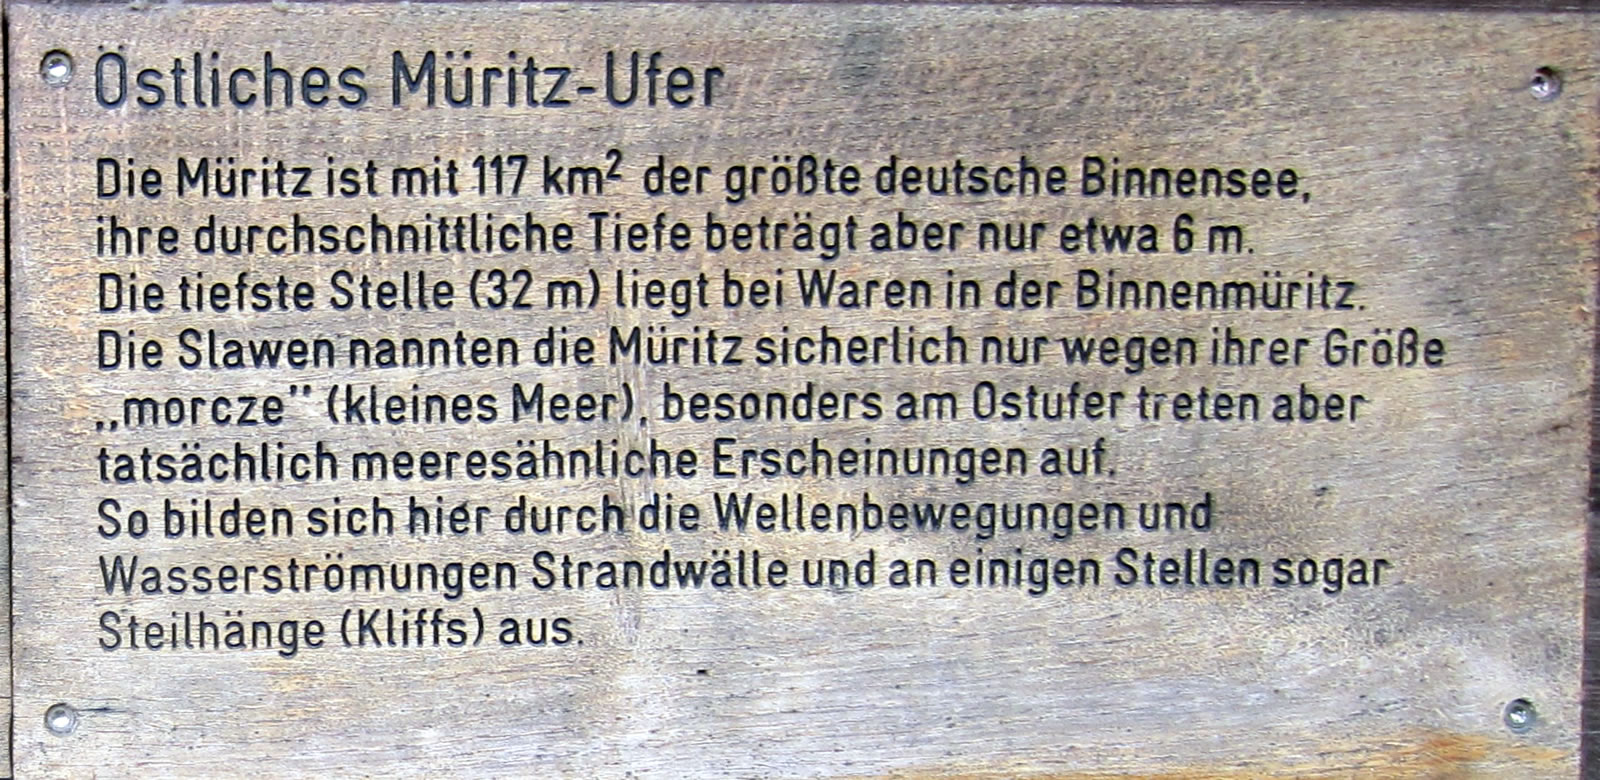 Östliches Müritz-Ufer
Die Müritz ist mit 117 km² der größte deutsche Binnensee,
ihre durchschnittliche Tiefe beträgt aber nur etwa 6 m.
Die tiefste Stelle (32 m) liegt bei Waren in der Binnenmüritz.
Die Slawen nannten die Müritz sicherlich nur wegen ihrer Größe
„morcze” (kleines Meer), besonders am Ostufer treten aber
tatsächlich meeresähnliche Erscheinungen auf.
So bilden sich hier durch die Wellenbewegungen und
Wasserströmungen Strandwälle und an einigen Stellen sogar
Steilhänge (Kliffs) aus.